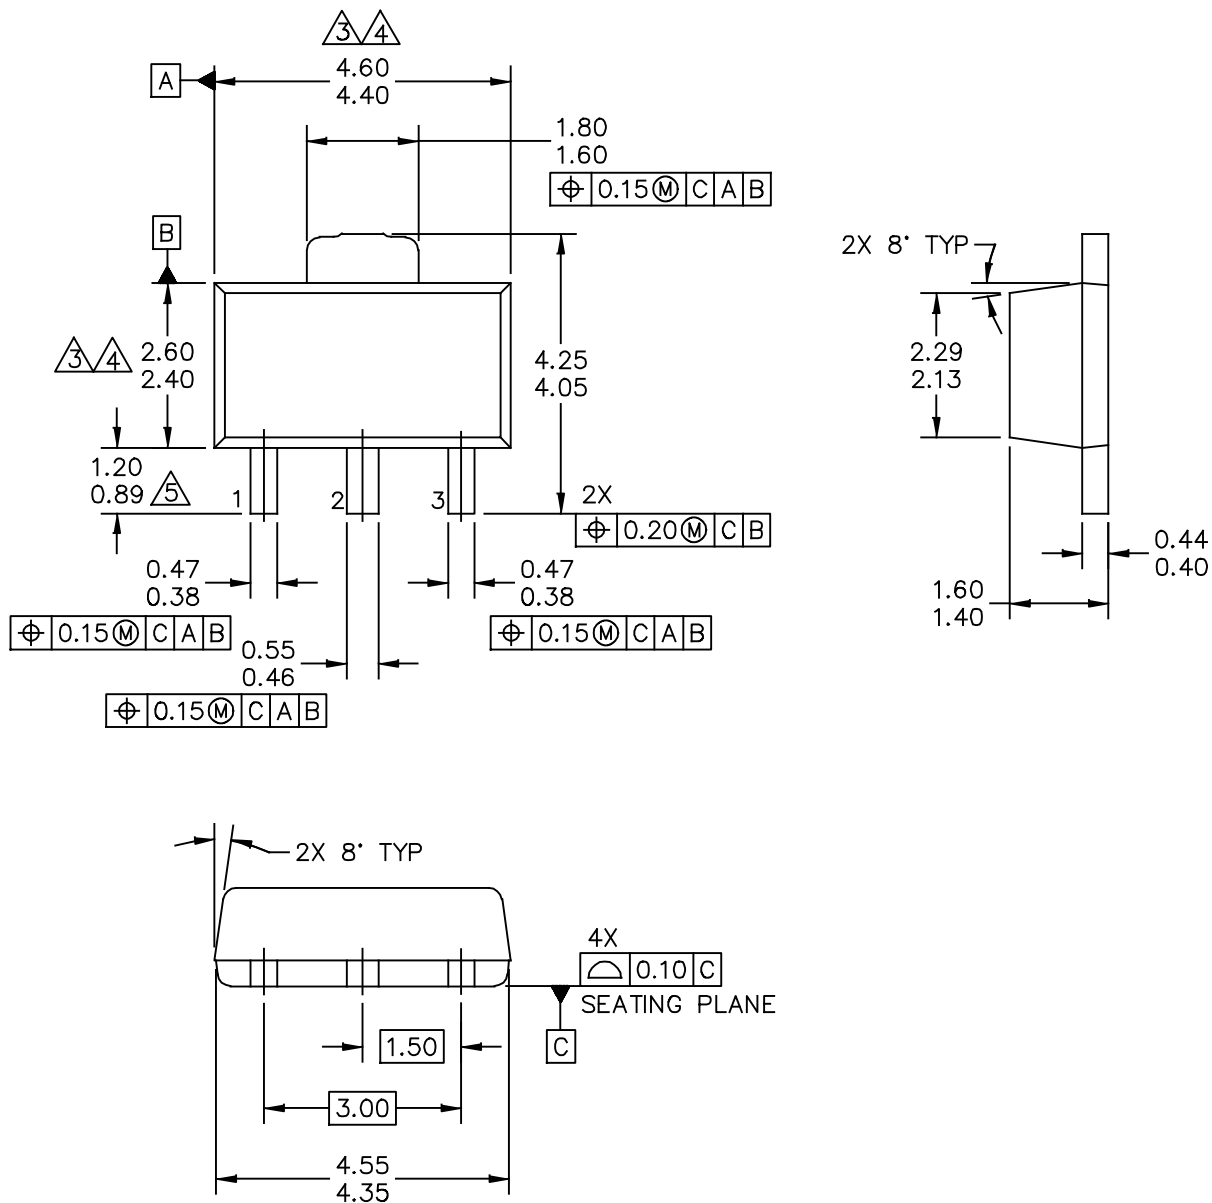 3 4
4.60
4.40
A
1.80
1.60
⌖ 0.15 Ⓜ C A B
B
2X 8° TYP
3 4
2.60
2.40
4.25
4.05
2.29
2.13
1.20
0.89 5
1
2
3
2X
⌖ 0.20 Ⓜ C B
0.47
0.38
⌖ 0.15 Ⓜ C A B
0.47
0.38
⌖ 0.15 Ⓜ C A B
0.55
0.46
⌖ 0.15 Ⓜ C A B
0.44
0.40
1.60
1.40
2X 8° TYP
4X
⌓ 0.10 C
SEATING PLANE
C
1.50
3.00
4.55
4.35